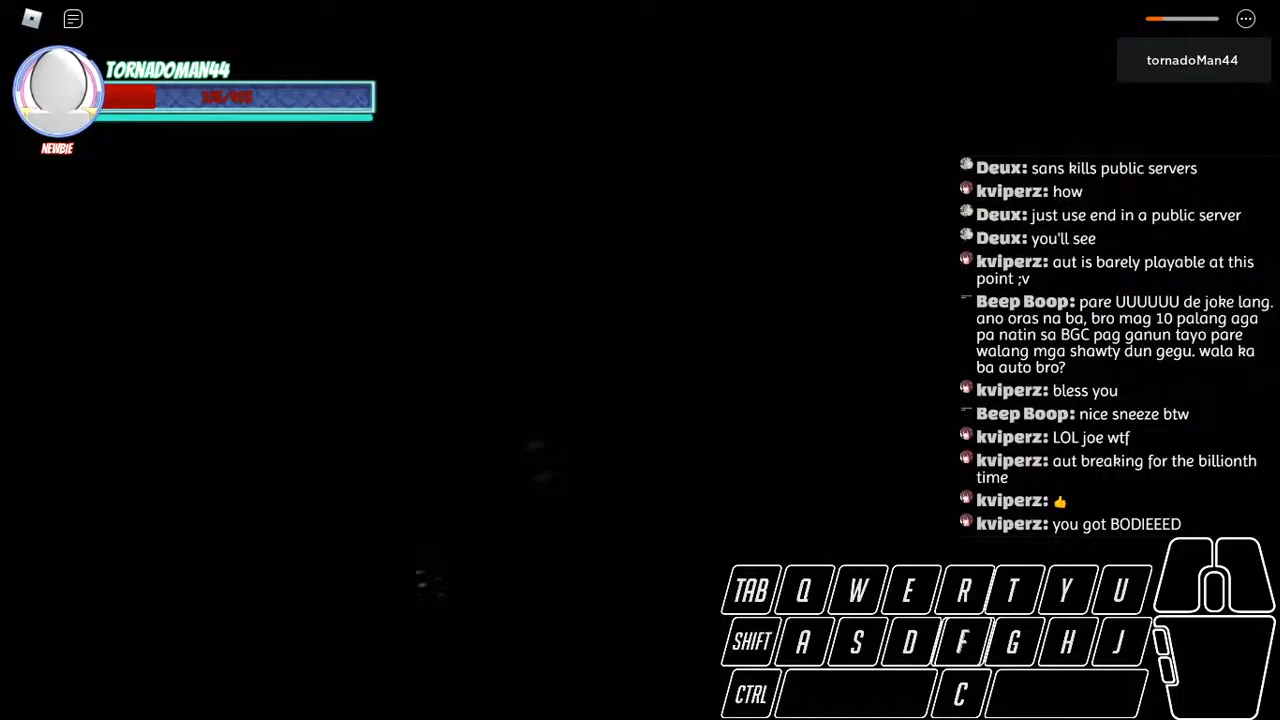 TORNADOMAN44
NEWBIE
tornadoMan44
Deux: sans kills public servers
kviperz: how
Deux: just use end in a public server
Deux: you'll see
kviperz: aut is barely playable at this
point ;v
Beep Boop: pare UUUUUU de joke lang.
ano oras na ba, bro mag 10 palang aga
pa natin sa BGC pag ganun tayo pare
walang mga shawty dun gegu. wala ka
ba auto bro?
kviperz: bless you
Beep Boop: nice sneeze btw
kviperz: LOL joe wtf
kviperz: aut breaking for the billionth
time
kviperz: 👍
kviperz: you got BODIEEED
TAB Q W E R T Y U
SHIFT A S D F G H J
CTRL C